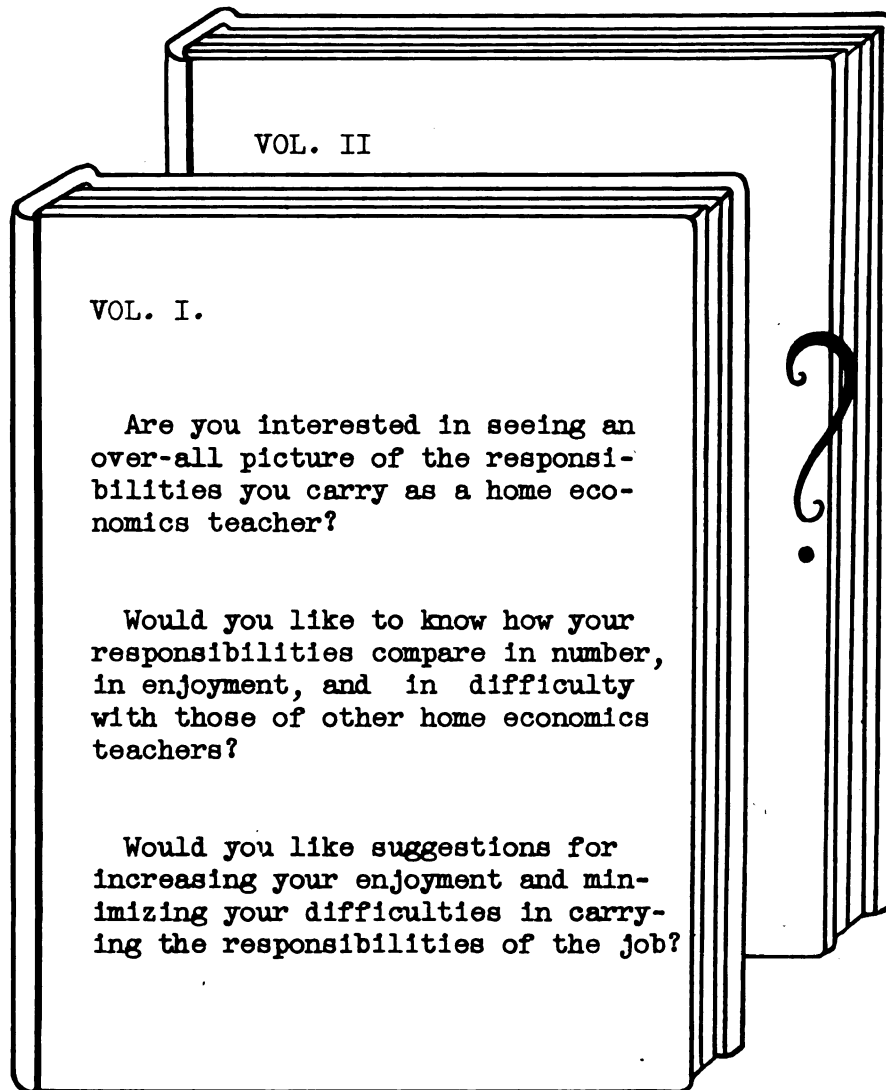 VOL. II
VOL. I.
Are you interested in seeing an
over-all picture of the responsi-
bilities you carry as a home eco-
nomics teacher?
Would you like to know how your
responsibilities compare in number,
in enjoyment, and in difficulty
with those of other home economics
teachers?
Would you like suggestions for
increasing your enjoyment and min-
imizing your difficulties in carry-
ing the responsibilities of the job?
?